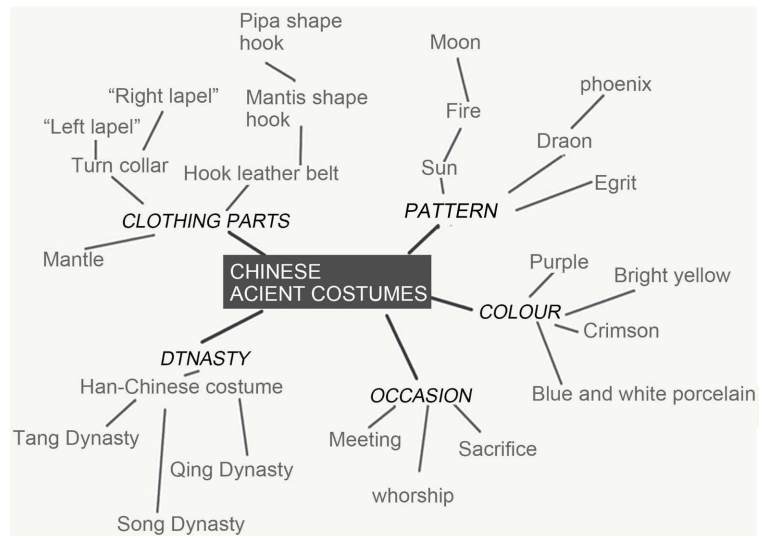 Pipa shape
hook
Moon
phoenix
"Right lapel"
Mantis shape
hook
Fire
"Left lapel"
Draon
Turn collar
Hook leather belt
Sun
Egrit
CLOTHING PARTS
PATTERN
Mantle
CHINESE
ACIENT COSTUMES
Purple
Bright yellow
COLOUR
Crimson
DTNASTY
Han-Chinese costume
OCCASION
Blue and white porcelain
Tang Dynasty
Meeting
Sacrifice
Qing Dynasty
whorship
Song Dynasty